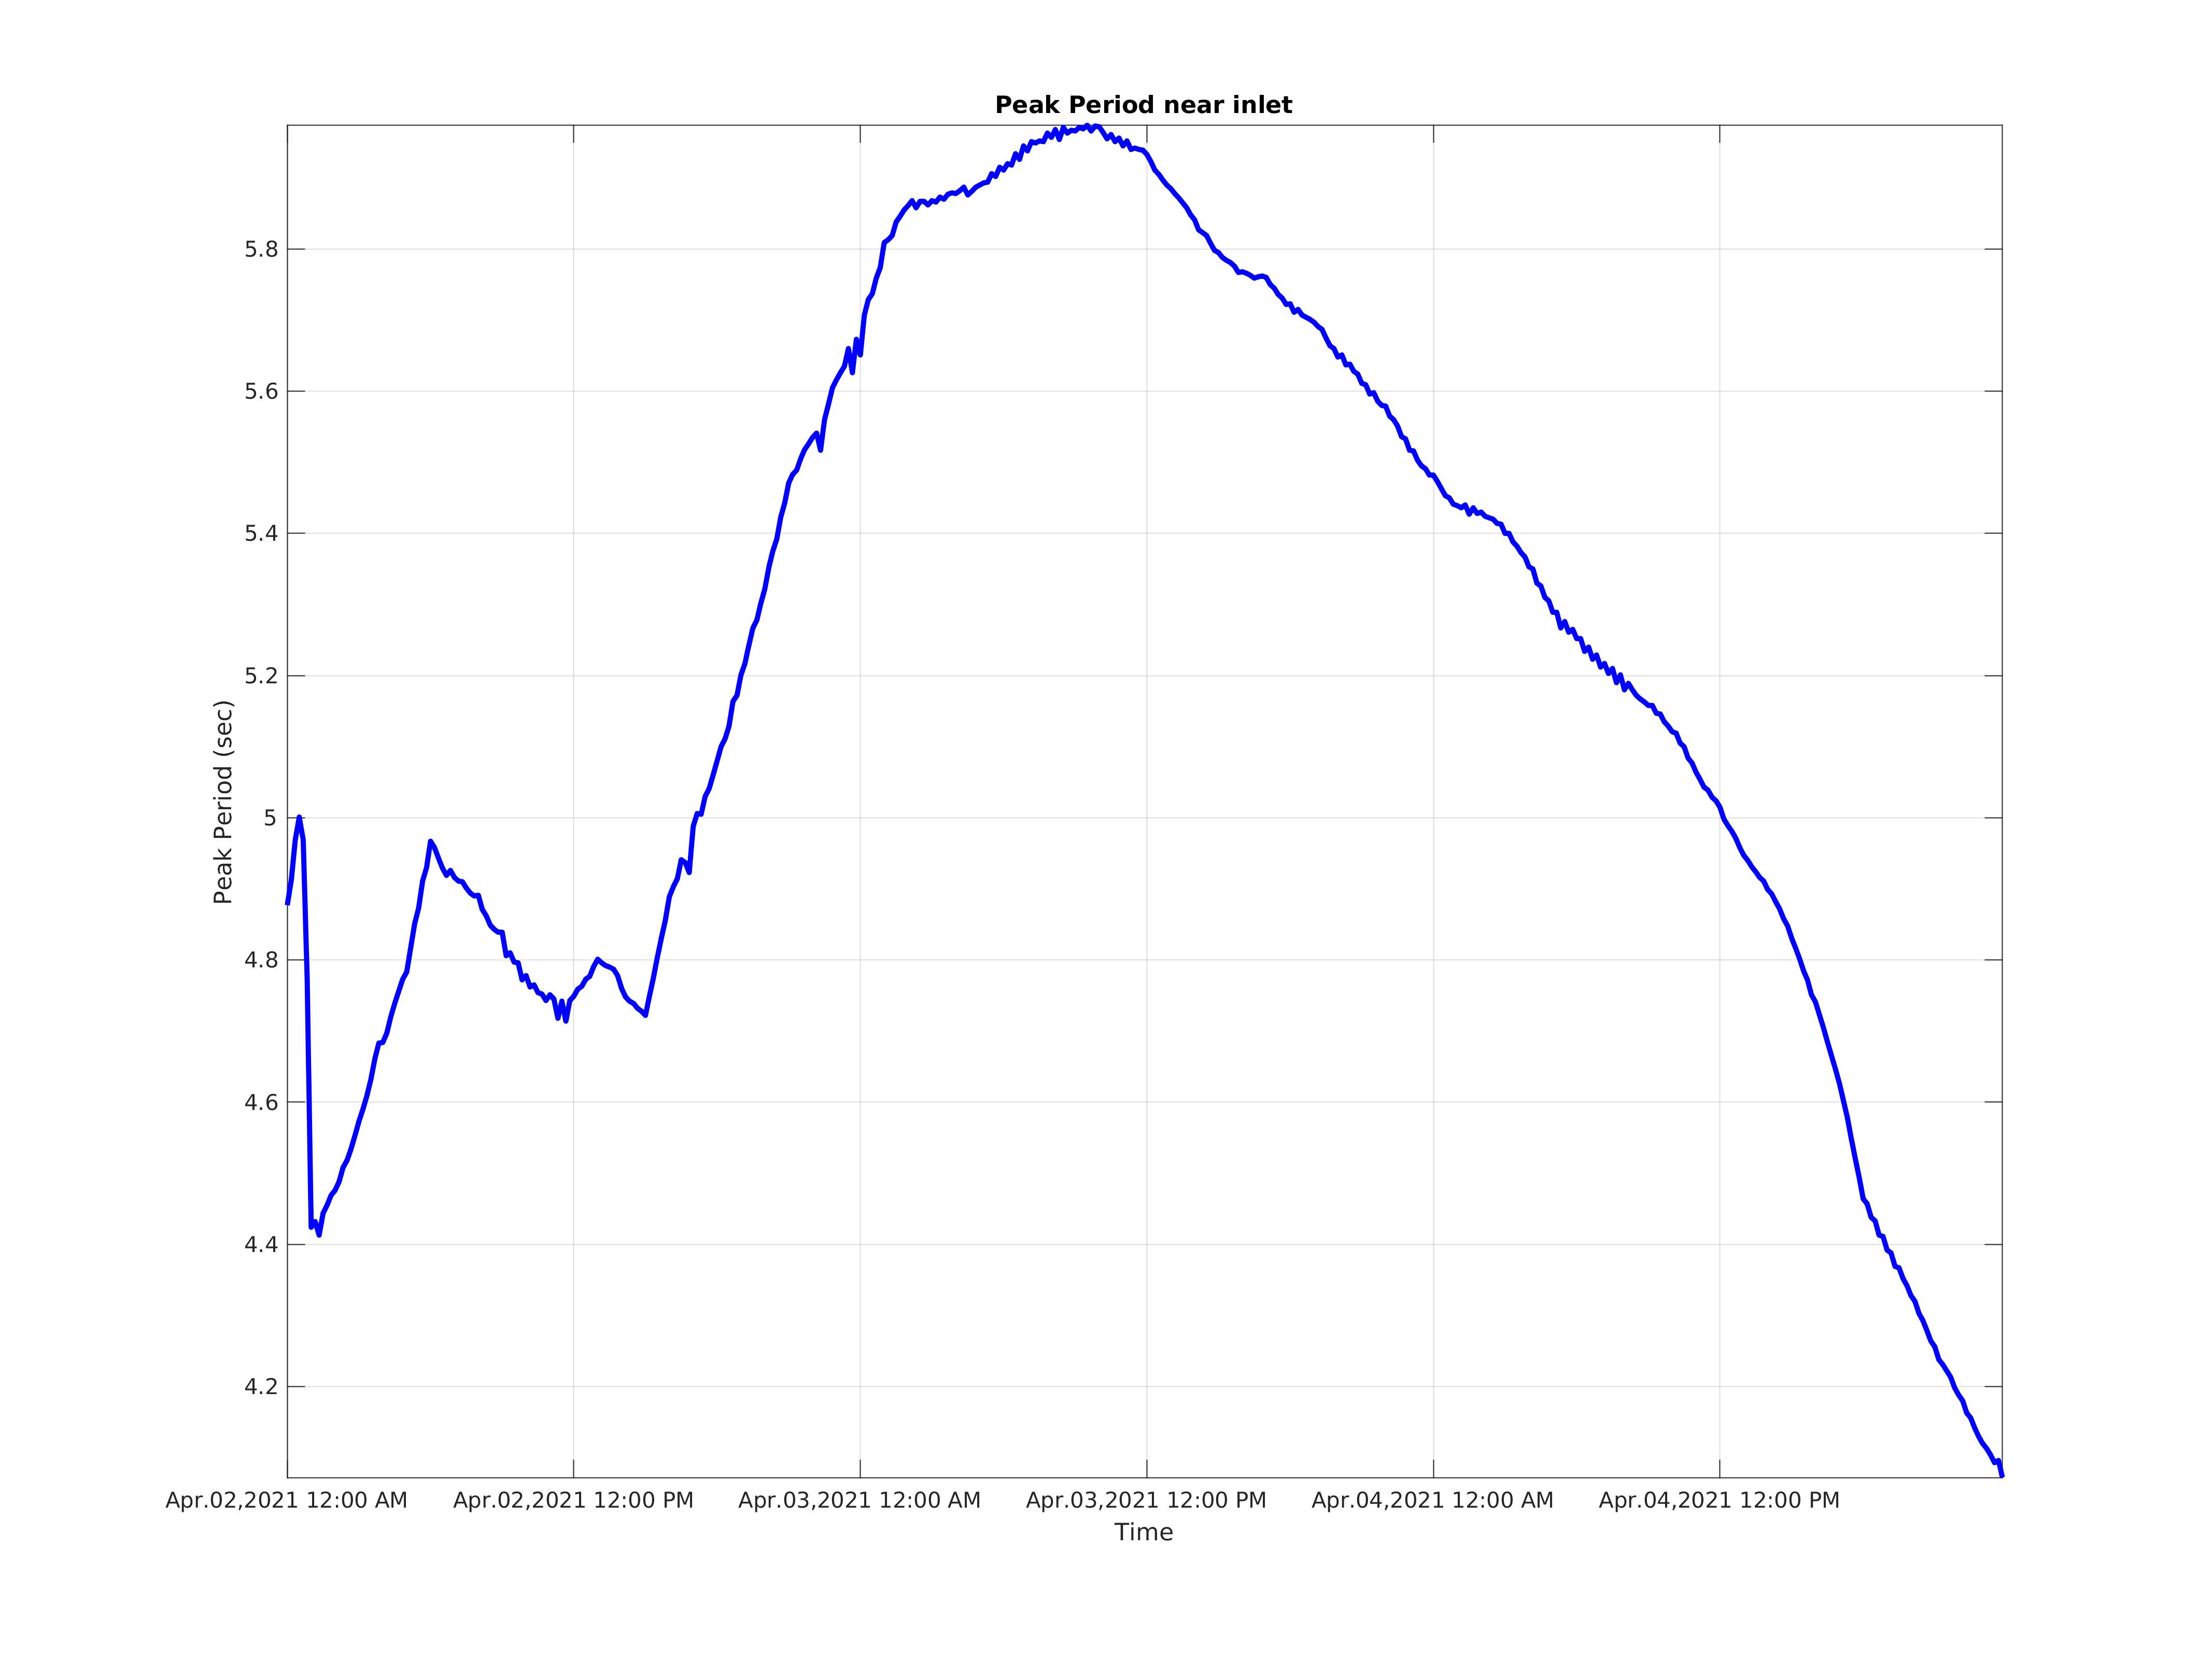 Peak Period near inlet
5.8
5.6
5.4
5.2
5
4.8
4.6
4.4
4.2
Peak Period (sec)
Apr.02,2021 12:00 AM Apr.02,2021 12:00 PM Apr.03,2021 12:00 AM Apr.03,2021 12:00 PM Apr.04,2021 12:00 AM Apr.04,2021 12:00 PM
Time